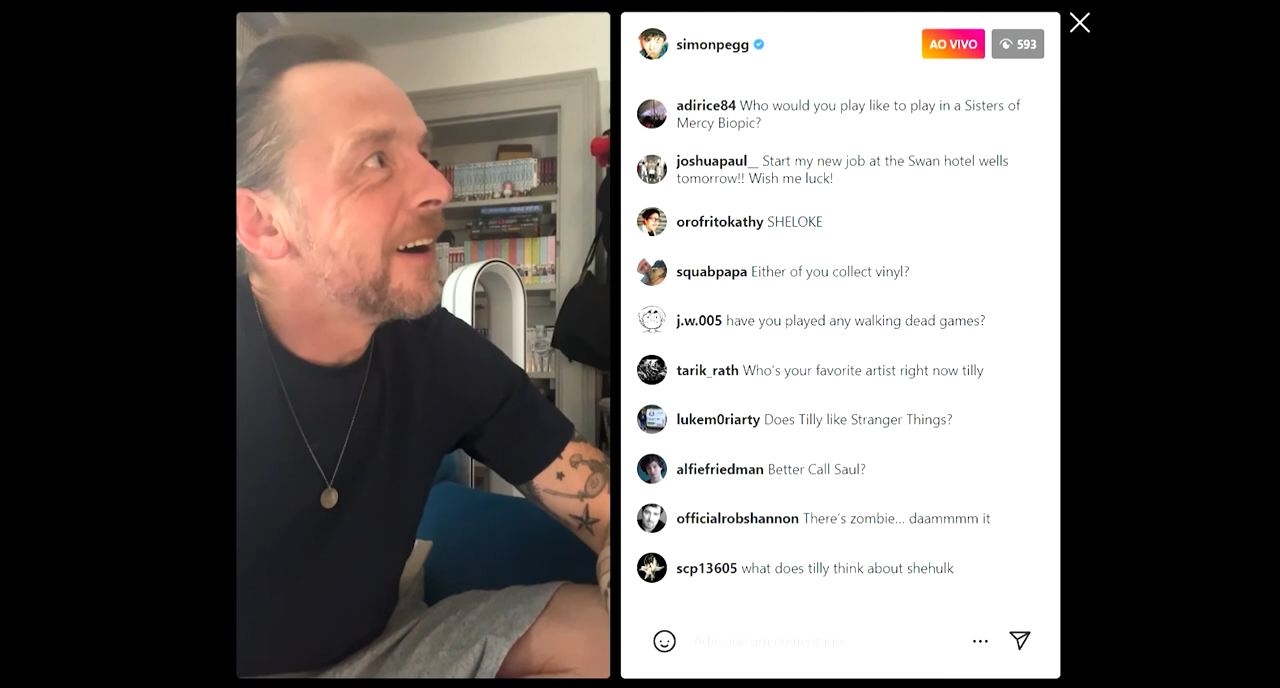 simonpegg
AO VIVO
593
adirice84 Who would you play like to play in a Sisters of
Mercy Biopic?
joshuapaul__ Start my new job at the Swan hotel wells
tomorrow!! Wish me luck!
orofritokathy SHELOKE
squabpapa Either of you collect vinyl?
j.w.005 have you played any walking dead games?
tarik_rath Who's your favorite artist right now tilly
lukem0riarty Does Tilly like Stranger Things?
alfiefriedman Better Call Saul?
officialrobshannon There's zombie... daammmm it
scp13605 what does tilly think about shehulk
Adicione um comentário...